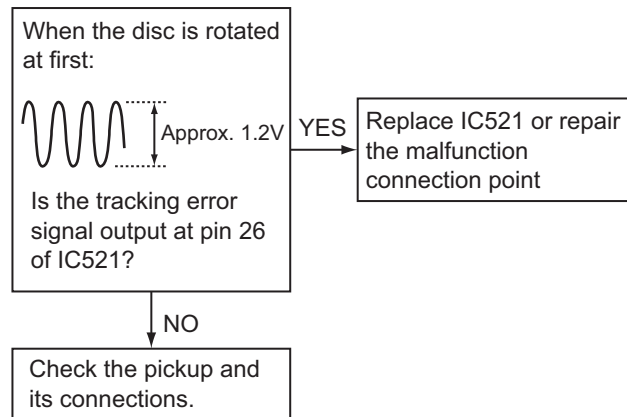 When the disc is rotated
at first:
Approx. 1.2V
Is the tracking error
signal output at pin 26
of IC521?
YES
Replace IC521 or repair
the malfunction
connection point
NO
Check the pickup and
its connections.